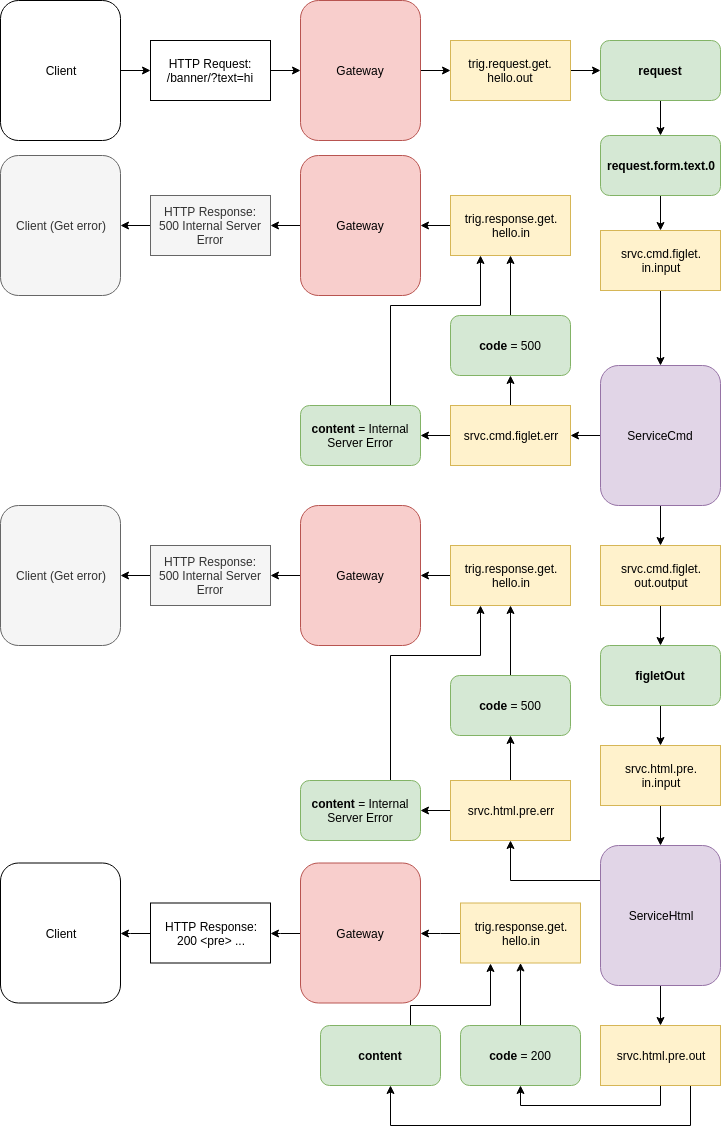 Client
HTTP Request:
/banner/?text=hi
Gateway
trig.request.get.
hello.out
request
request.form.text.0
Client (Get error)
HTTP Response:
500 Internal Server
Error
Gateway
trig.response.get.
hello.in
srvc.cmd.figlet.
in.input
code = 500
content = Internal
Server Error
srvc.cmd.figlet.err
ServiceCmd
Client (Get error)
HTTP Response:
500 Internal Server
Error
Gateway
trig.response.get.
hello.in
srvc.cmd.figlet.
out.output
code = 500
figletOut
srvc.html.pre.
in.input
content = Internal
Server Error
srvc.html.pre.err
ServiceHtml
Client
HTTP Response:
200 <pre> ...
Gateway
trig.response.get.
hello.in
content
code = 200
srvc.html.pre.out